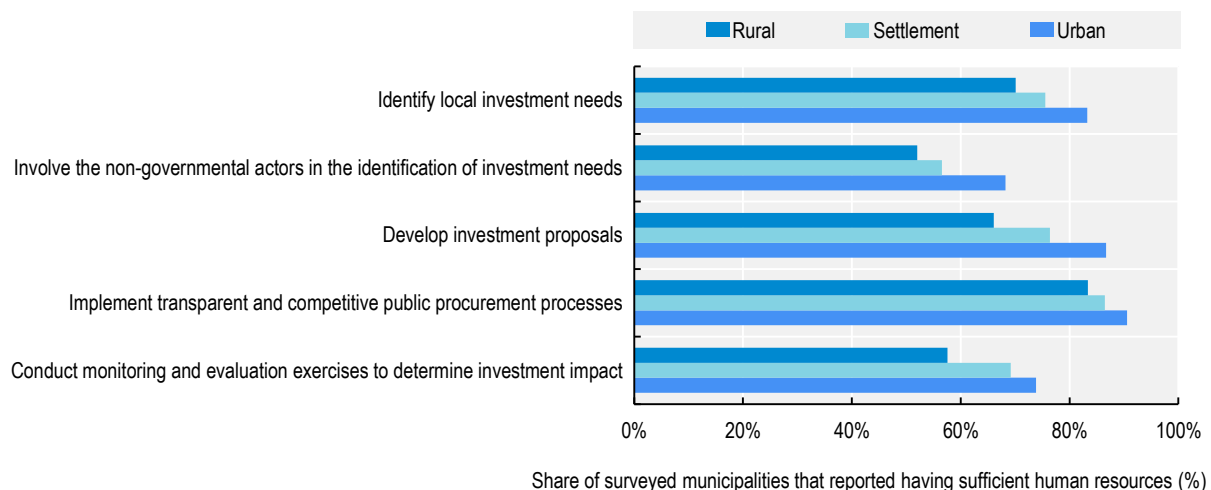 Rural Settlement Urban
Identify local investment needs
Involve the non-governmental actors in the identification of investment needs
Develop investment proposals
Implement transparent and competitive public procurement processes
Conduct monitoring and evaluation exercises to determine investment impact
0% 20% 40% 60% 80% 100%
Share of surveyed municipalities that reported having sufficient human resources (%)